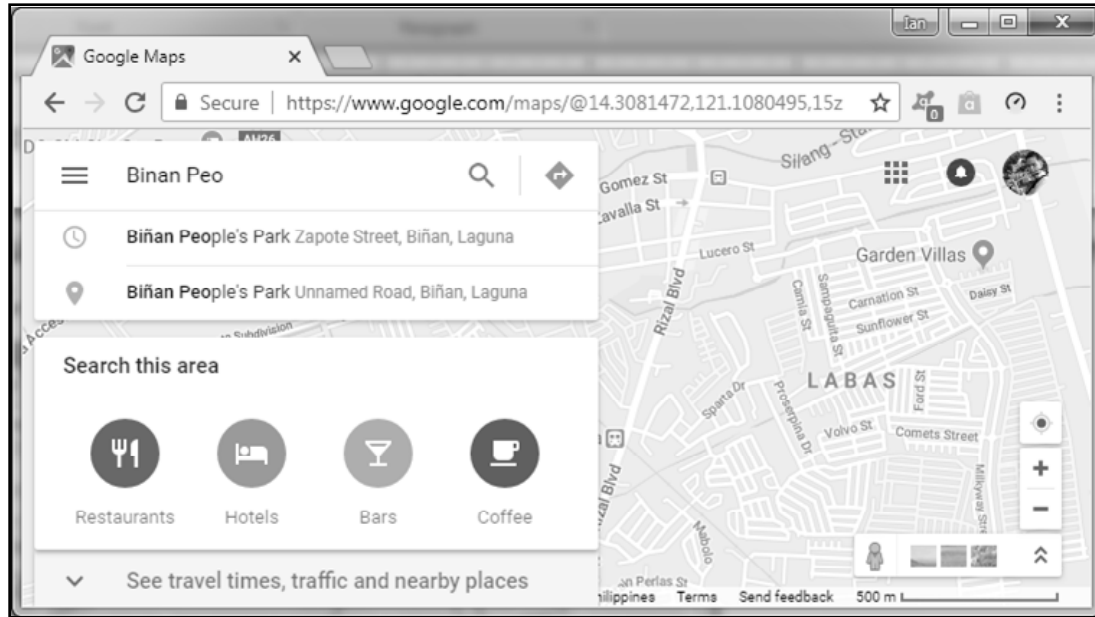 Ian
Google Maps
Secure | https://www.google.com/maps/@14.3081472,121.1080495,15z
0
AH26
Binan Peo
Biñan People's Park Zapote Street, Biñan, Laguna
Biñan People's Park Unnamed Road, Biñan, Laguna
Subdivision
Search this area
Restaurants
Hotels
Bars
Coffee
See travel times, traffic and nearby places
Gomez St
Lavalla St
Lucero St
Rizal Blvd
Garden Villas
Camia St
Sampaguita St
Carnation St
Daisy St
Sunflower St
LABAS
Ford St
Sparta Dr
Proserpina Dr
Volvo St
Comets Street
Rizal Blvd
Mabolo
Perlas St
Terms
Send feedback
500 m